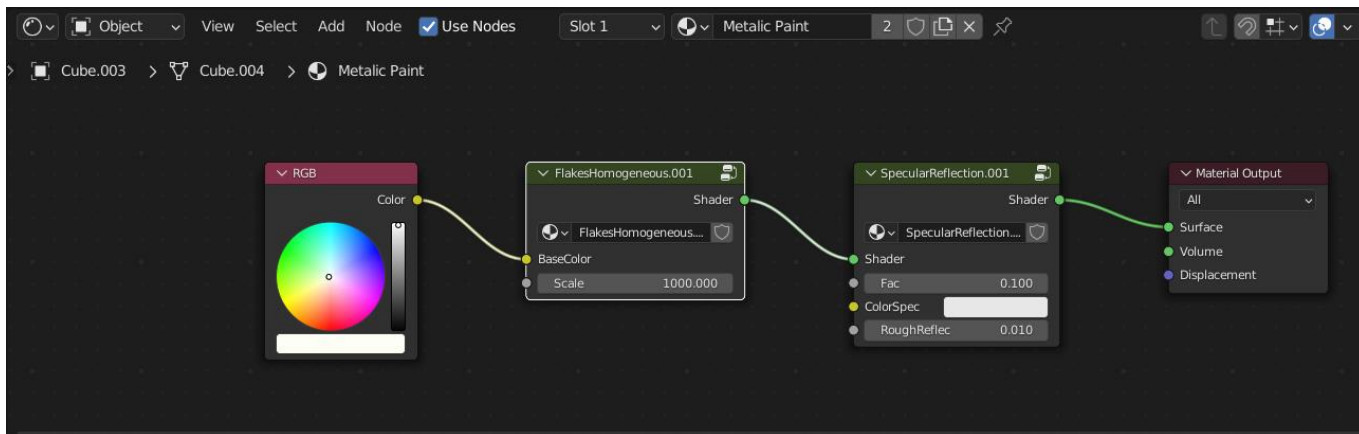 Object View Select Add Node Use Nodes Slot 1 Metalic Paint 2
Cube.003 > Cube.004 > Metalic Paint
RGB
Color
FlakesHomogeneous.001
Shader
FlakesHomogeneous....
BaseColor
Scale 1000.000
SpecularReflection.001
Shader
SpecularReflection....
Shader
Fac 0.100
ColorSpec
RoughReflec 0.010
Material Output
All
Surface
Volume
Displacement